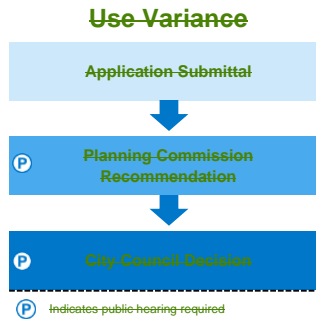 Use Variance
Application Submittal
P
Planning Commission
Recommendation
P
City Council Decision
P Indicates public hearing required